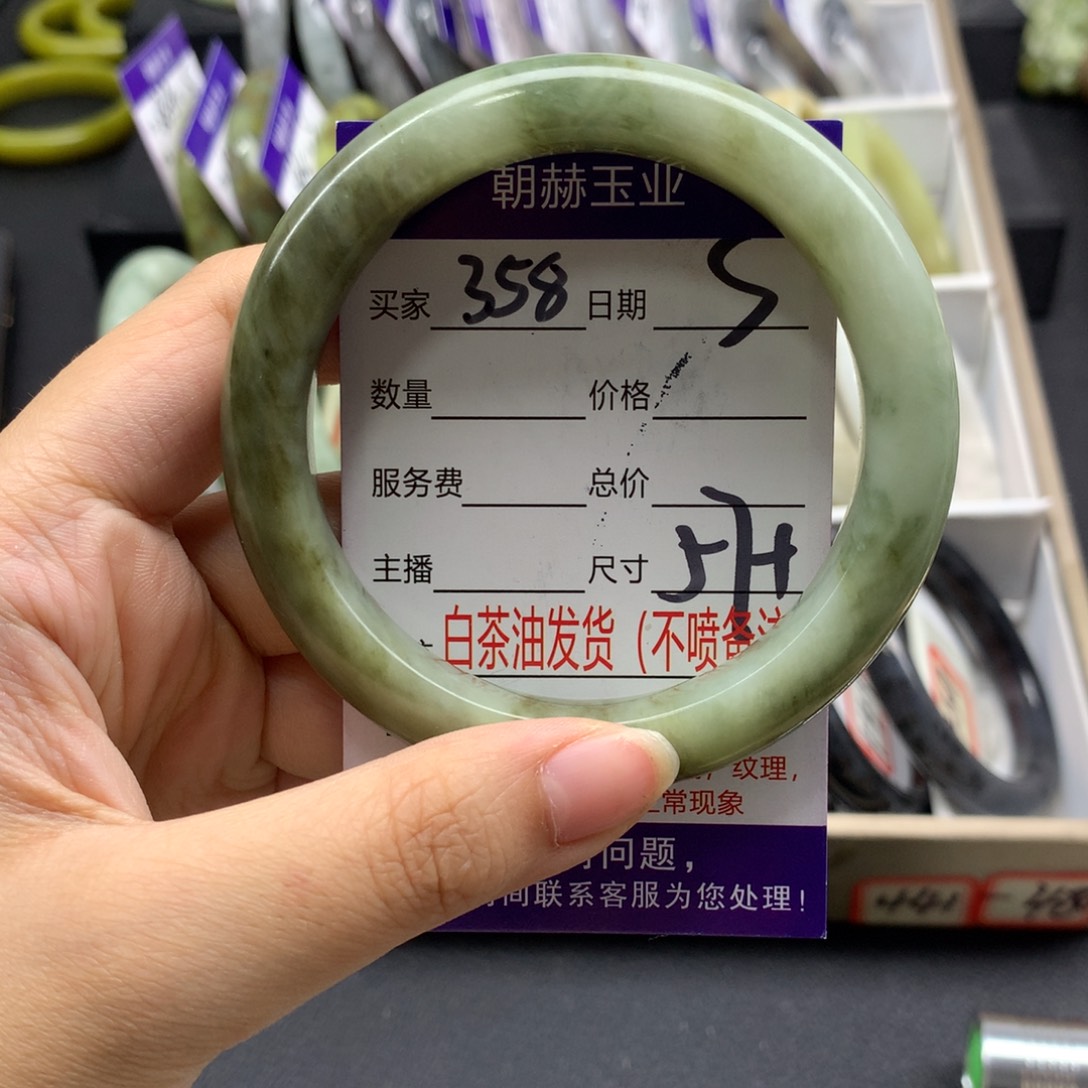 朝赫玉业
买家 358 日期 5
数量 价格
服务费 总价
主播 尺寸 54
白茶油发货(不喷备注
纹理,
常现象
问题,
间联系客服为您处理!